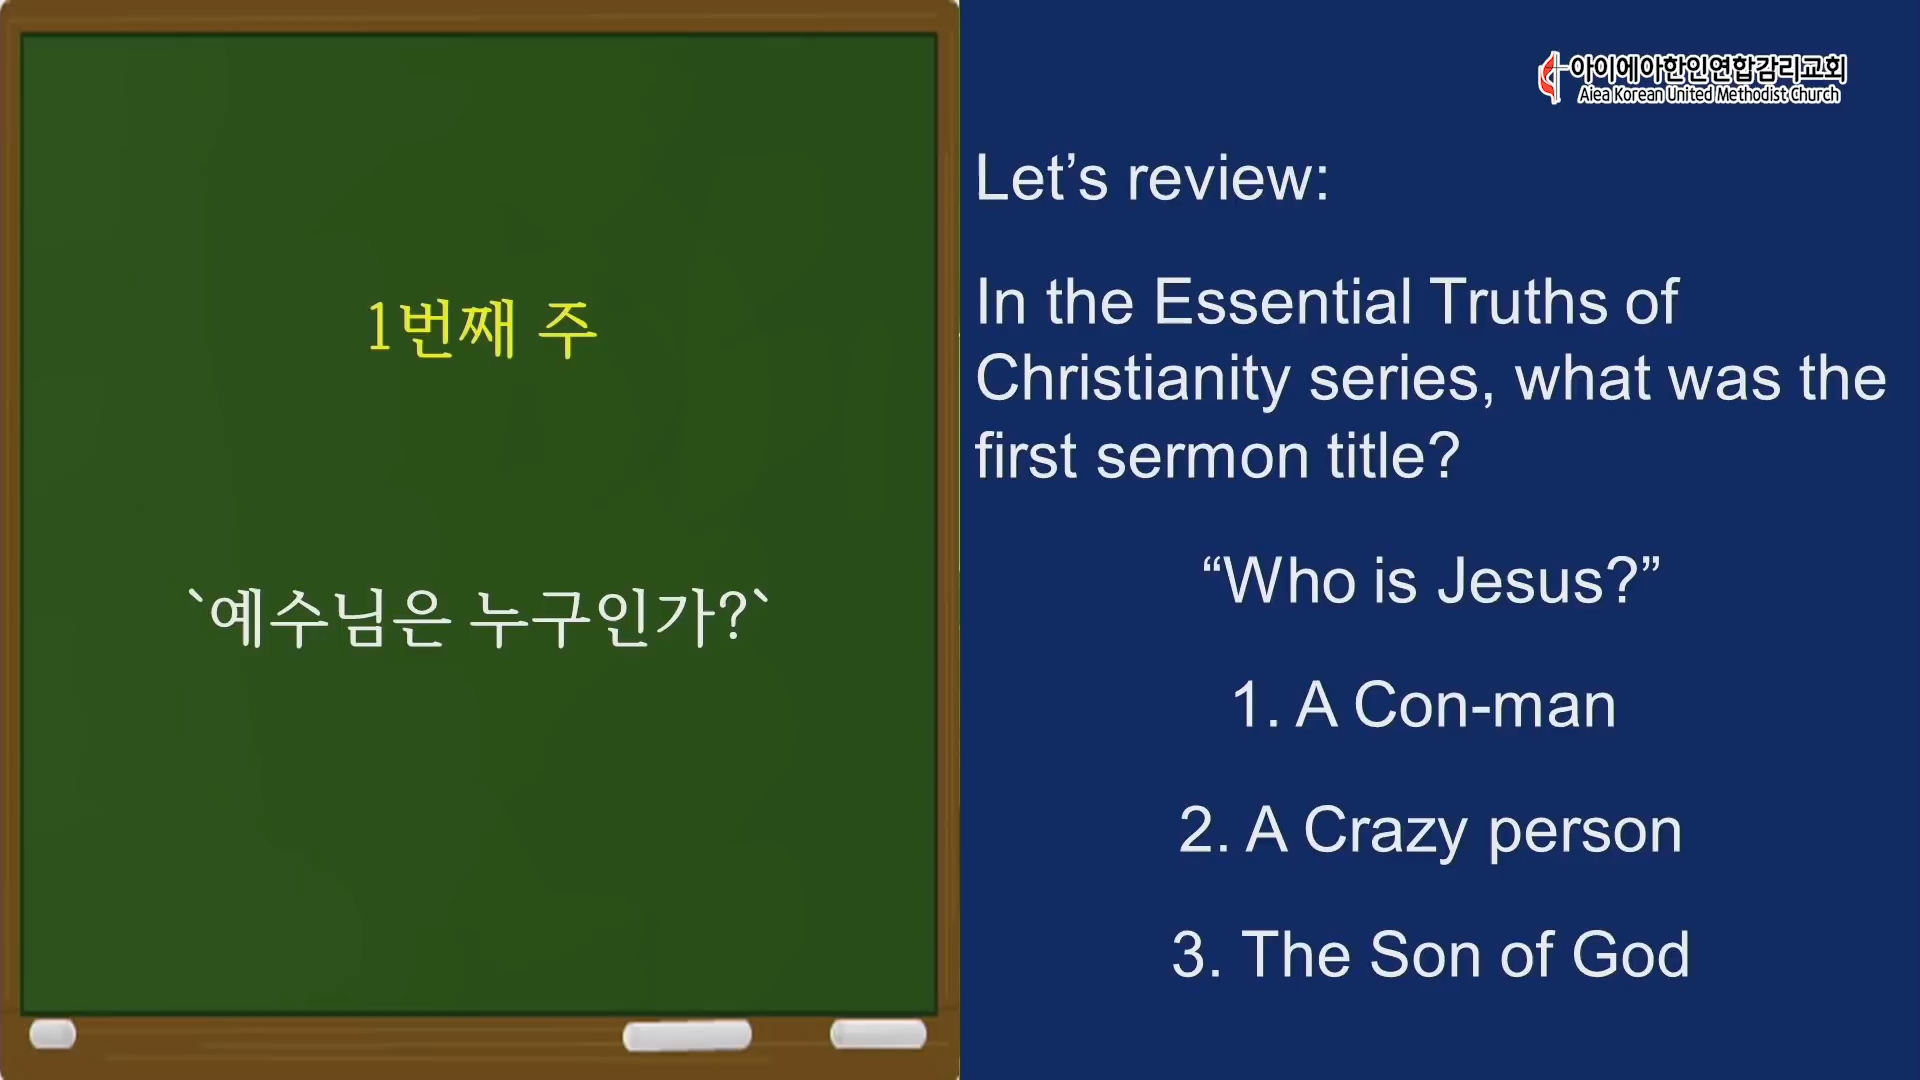 1번째 주
`예수님은 누구인가?`
아이에아한인연합감리교회
Aiea Korean United Methodist Church
Let’s review:
In the Essential Truths of
Christianity series, what was the
first sermon title?
“Who is Jesus?”
1. A Con-man
2. A Crazy person
3. The Son of God